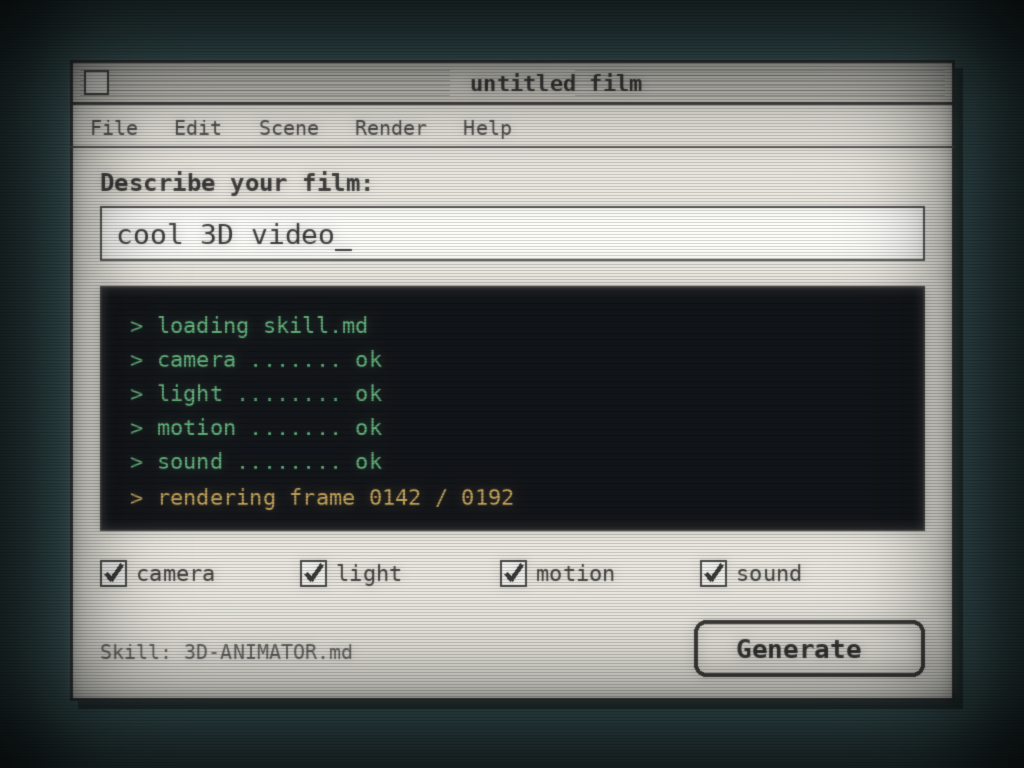 untitled film
File Edit Scene Render Help
Describe your film:
cool 3D video_
> loading skill.md
> camera ....... ok
> light ........ ok
> motion ....... ok
> sound ........ ok
> rendering frame 0142 / 0192
camera light motion sound
Skill: 3D-ANIMATOR.md
Generate